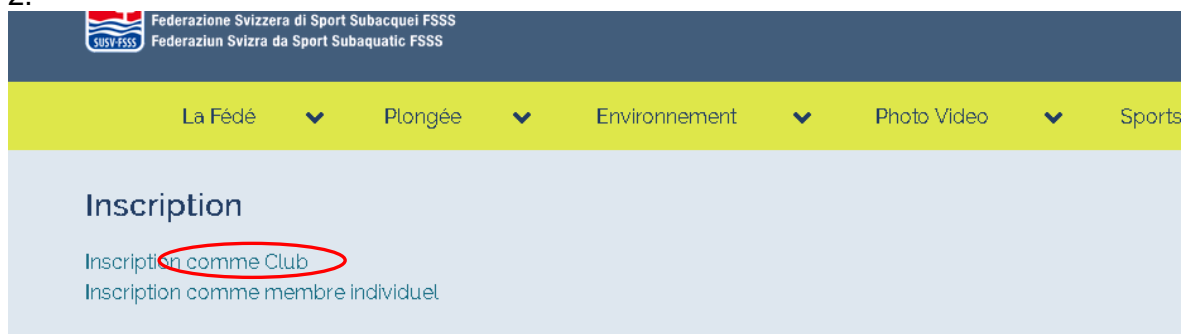 2.
Federazione Svizzera di Sport Subacquei FSSS
SUSV-FSSS
Federaziun Svizra da Sport Subaquatic FSSS
La Fédé Plongée Environnement Photo Video Sports
Inscription
Inscription comme Club
Inscription comme membre individuel